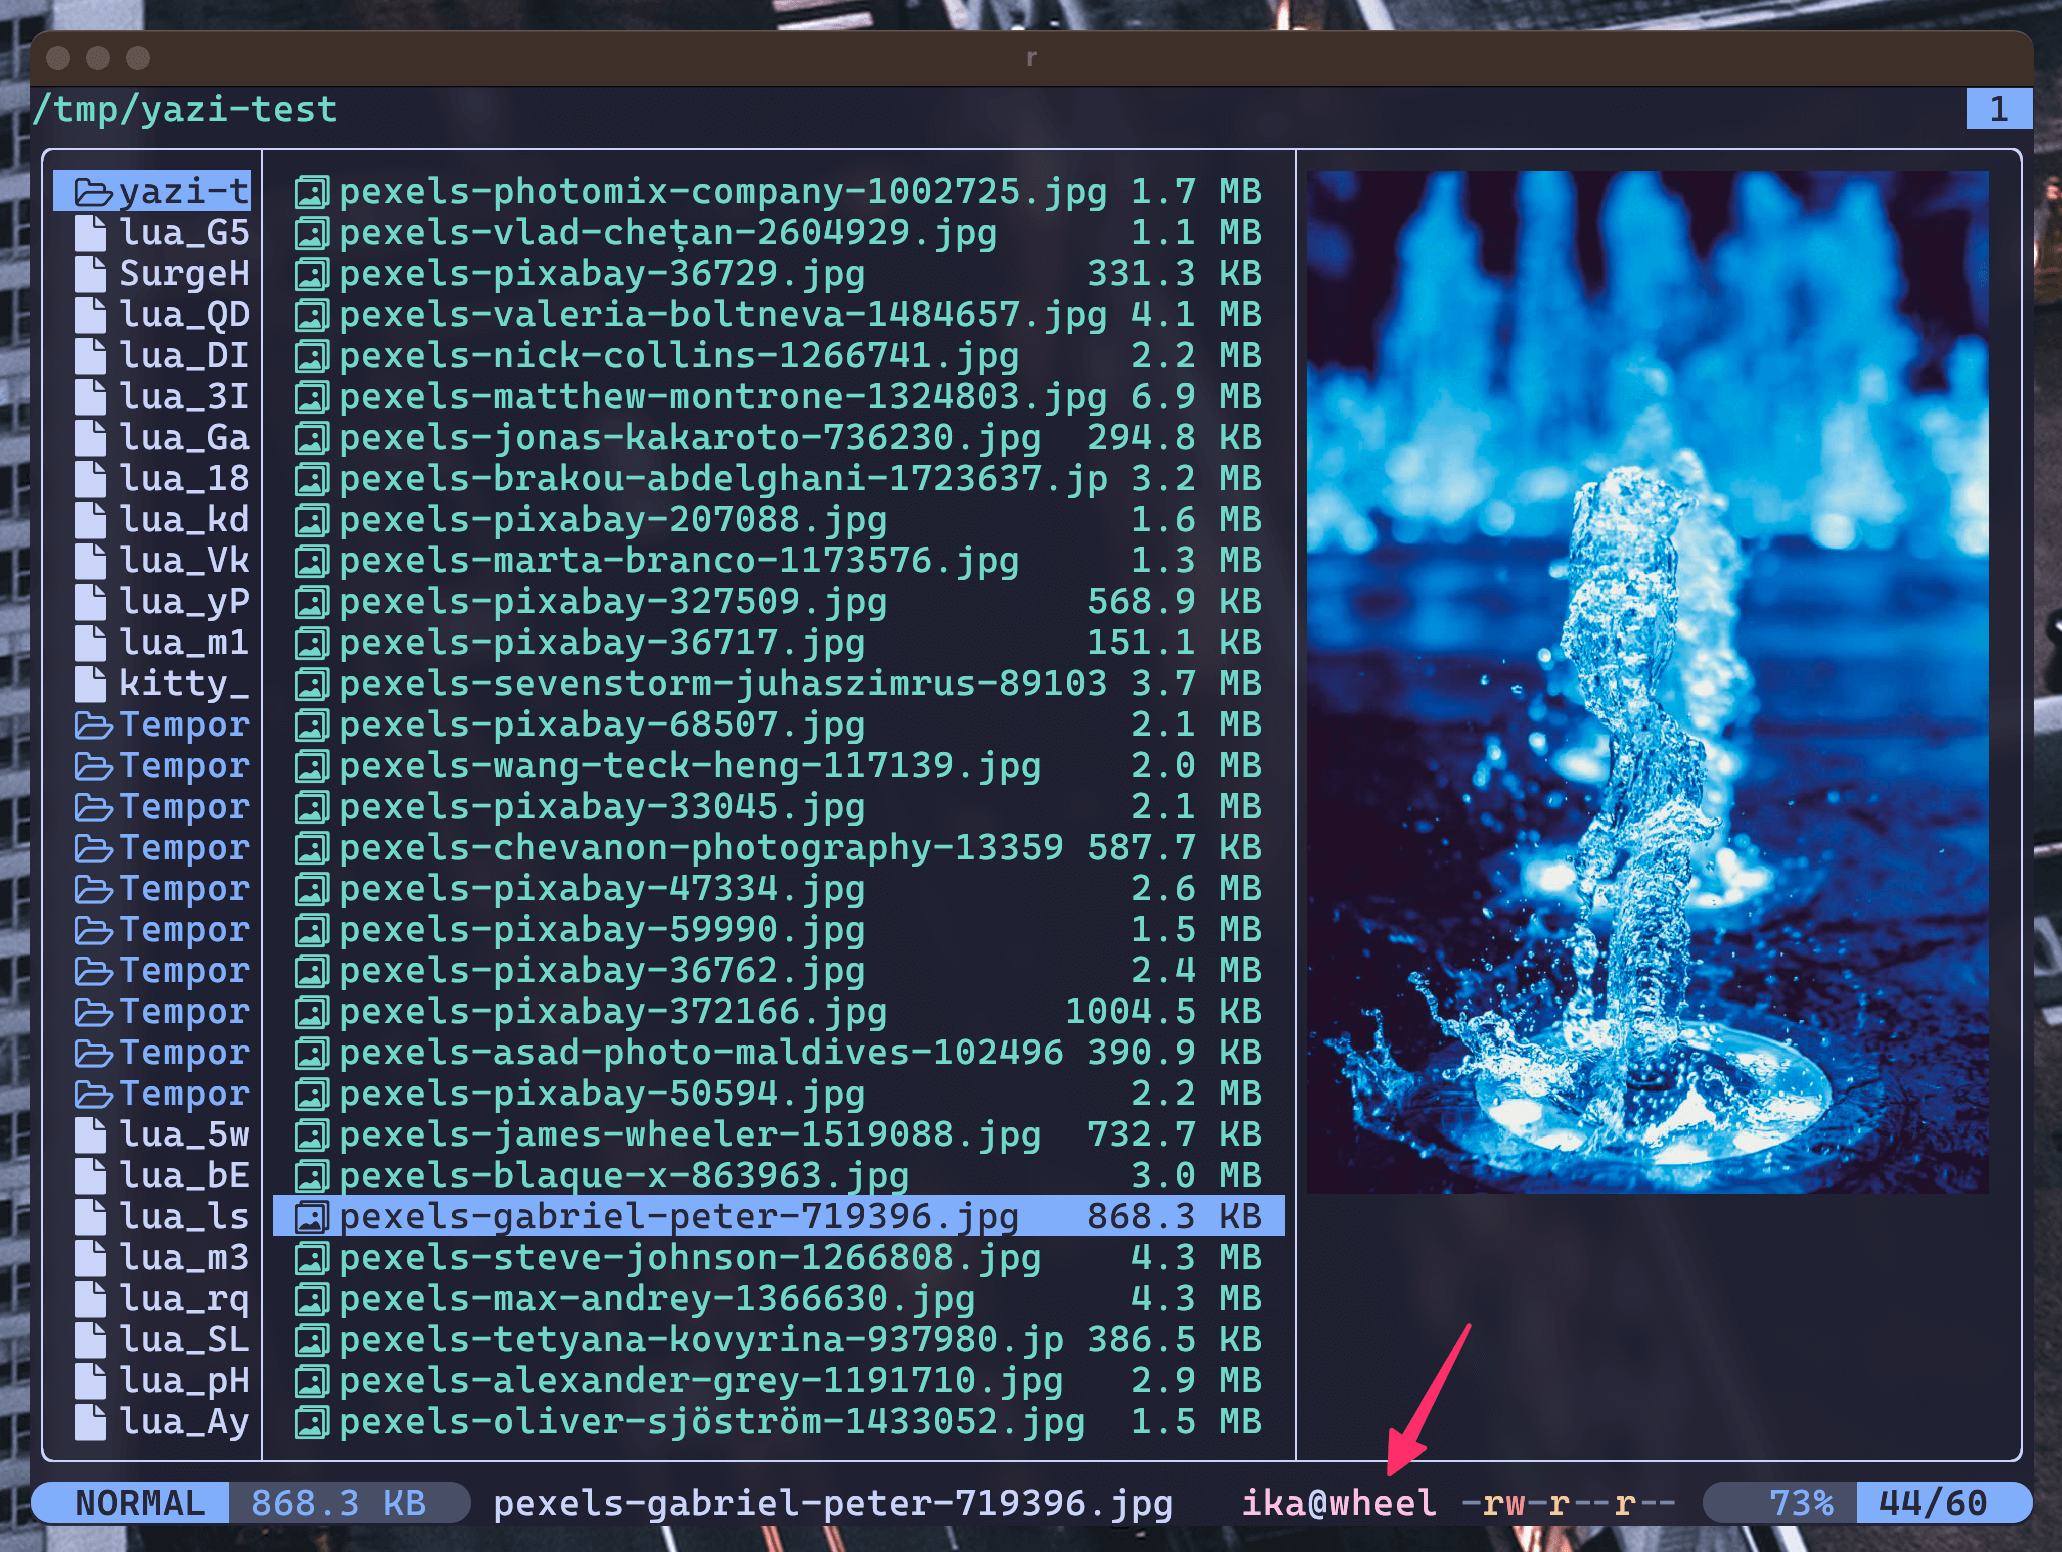 r
/tmp/yazi-test 1
yazi-t
lua_G5
SurgeH
lua_QD
lua_DI
lua_3I
lua_Ga
lua_18
lua_kd
lua_Vk
lua_yP
lua_m1
kitty_
Tempor
Tempor
Tempor
Tempor
Tempor
Tempor
Tempor
Tempor
Tempor
Tempor
lua_5w
lua_bE
lua_ls
lua_m3
lua_rq
lua_SL
lua_pH
lua_Ay
pexels-photomix-company-1002725.jpg 1.7 MB
pexels-vlad-chețan-2604929.jpg 1.1 MB
pexels-pixabay-36729.jpg 331.3 KB
pexels-valeria-boltneva-1484657.jpg 4.1 MB
pexels-nick-collins-1266741.jpg 2.2 MB
pexels-matthew-montrone-1324803.jpg 6.9 MB
pexels-jonas-kakaroto-736230.jpg 294.8 KB
pexels-brakou-abdelghani-1723637.jp 3.2 MB
pexels-pixabay-207088.jpg 1.6 MB
pexels-marta-branco-1173576.jpg 1.3 MB
pexels-pixabay-327509.jpg 568.9 KB
pexels-pixabay-36717.jpg 151.1 KB
pexels-sevenstorm-juhaszimrus-89103 3.7 MB
pexels-pixabay-68507.jpg 2.1 MB
pexels-wang-teck-heng-117139.jpg 2.0 MB
pexels-pixabay-33045.jpg 2.1 MB
pexels-chevanon-photography-13359 587.7 KB
pexels-pixabay-47334.jpg 2.6 MB
pexels-pixabay-59990.jpg 1.5 MB
pexels-pixabay-36762.jpg 2.4 MB
pexels-pixabay-372166.jpg 1004.5 KB
pexels-asad-photo-maldives-102496 390.9 KB
pexels-pixabay-50594.jpg 2.2 MB
pexels-james-wheeler-1519088.jpg 732.7 KB
pexels-blaque-x-863963.jpg 3.0 MB
pexels-gabriel-peter-719396.jpg 868.3 KB
pexels-steve-johnson-1266808.jpg 4.3 MB
pexels-max-andrey-1366630.jpg 4.3 MB
pexels-tetyana-kovyrina-937980.jp 386.5 KB
pexels-alexander-grey-1191710.jpg 2.9 MB
pexels-oliver-sjöström-1433052.jpg 1.5 MB
NORMAL 868.3 KB pexels-gabriel-peter-719396.jpg ika@wheel -rw-r--r-- 73% 44/60